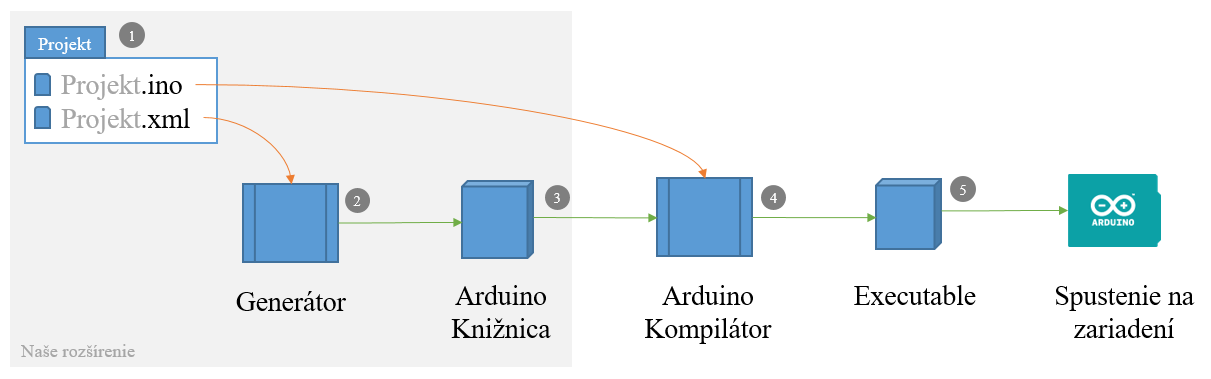 Projekt
1
Projekt.ino
Projekt.xml
2
3
4
5
ARDUINO
Generátor
Arduino
Knižnica
Arduino
Kompilátor
Executable
Spustenie na
zariadení
Naše rozšírenie